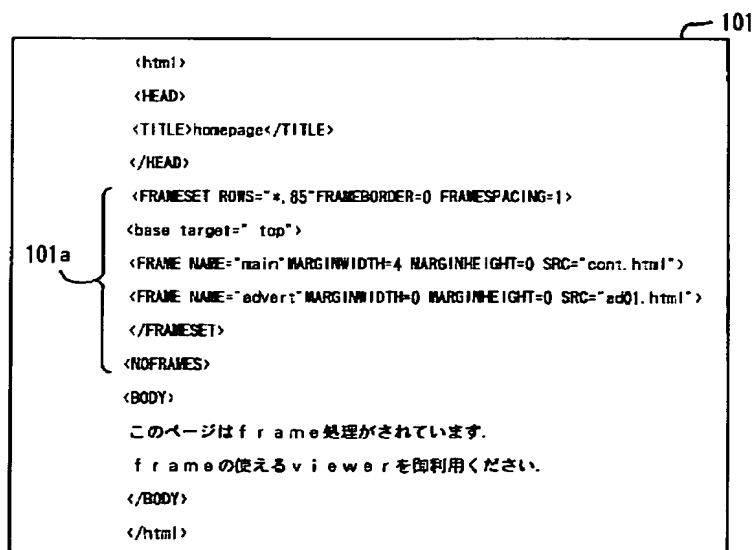 101
<html>
<HEAD>
<TITLE>homepage</TITLE>
</HEAD>
<FRAMESET ROWS="*,85"FRAMEBORDER=0 FRAMESPACING=1>
<base target=" top">
101a
<FRAME NAME="main"MARGINWIDTH=4 MARGINHEIGHT=0 SRC="cont.html">
<FRAME NAME="advert"MARGINWIDTH=0 MARGINHEIGHT=0 SRC="ad01.html">
</FRAMESET>
<NOFRAMES>
<BODY>
このページはｆｒａｍｅ処理がされています.
ｆｒａｍｅの使えるｖｉｅｗｅｒを御利用ください.
</BODY>
</html>